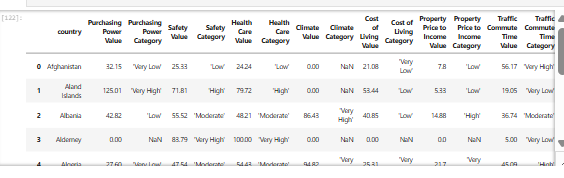 [122]:
country Purchasing Power Value Purchasing Power Category Safety Value Safety Category Health Care Value Health Care Category Climate Value Climate Category Cost of Living Value Cost of Living Category Property Price to Income Value Property Price to Income Category Traffic Commute Time Value Traffic Commute Time Category
0 Afghanistan 32.15 'Very Low' 25.33 'Low' 24.24 'Low' 0.00 NaN 21.08 'Very Low' 7.8 'Low' 56.17 'Very High'
1 Aland Islands 125.01 'Very High' 71.81 'High' 79.72 'High' 0.00 NaN 53.44 'Low' 5.33 'Low' 19.05 'Very Low'
2 Albania 42.82 'Low' 55.52 'Moderate' 48.21 'Moderate' 86.43 'Very High' 40.85 'Low' 14.88 'High' 36.74 'Moderate'
3 Alderney 0.00 NaN 83.79 'Very High' 100.00 'Very High' 0.00 NaN 0.00 NaN 0.0 NaN 5.00 'Very Low'
4 Algeria 27.60 'Very Low' 47.54 'Moderate' 54.43 'Moderate' 94.82 'Very 25.31 'Very 21.7 'Very 45.09 'High'